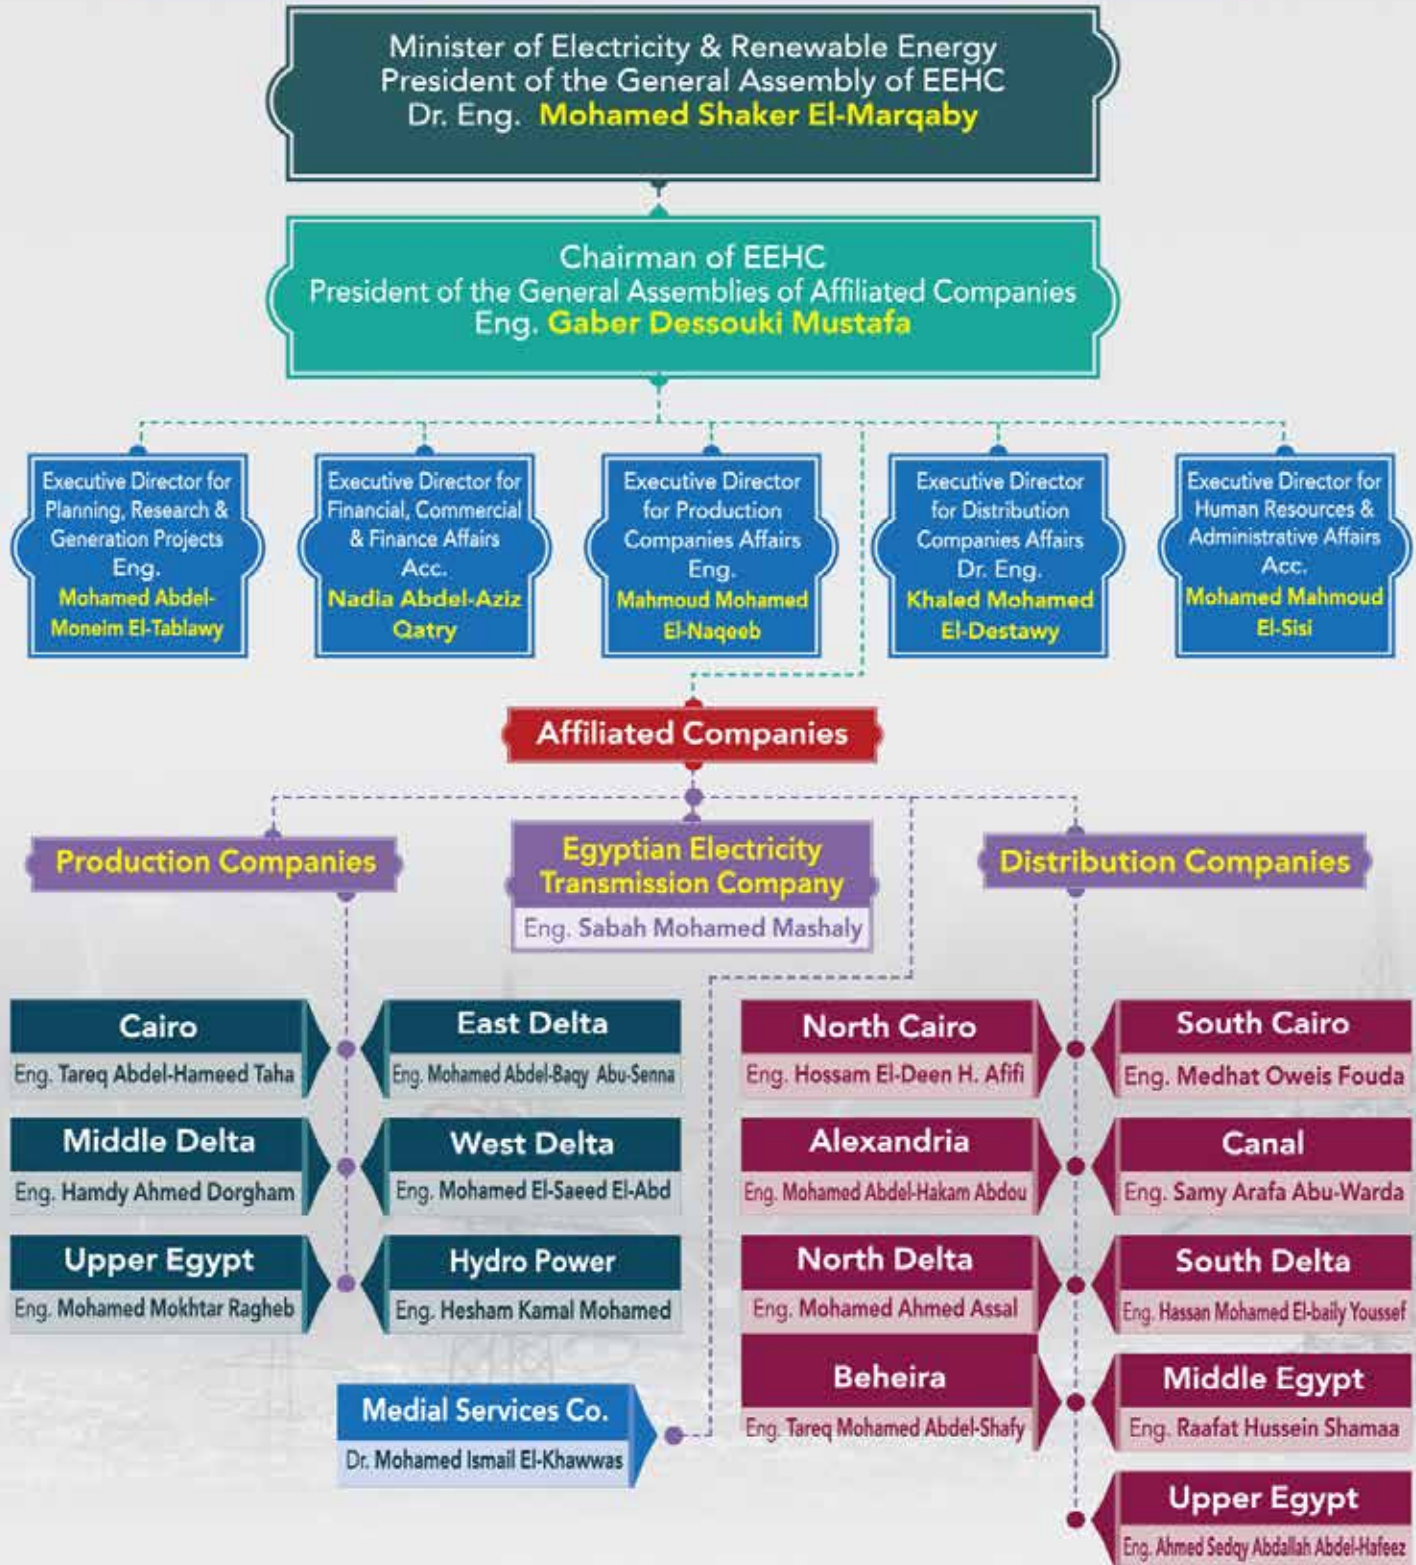 Minister of Electricity & Renewable Energy
President of the General Assembly of EEHC
Dr. Eng. Mohamed Shaker El-Marqaby
Chairman of EEHC
President of the General Assemblies of Affiliated Companies
Eng. Gaber Dessouki Mustafa
Executive Director for
Planning, Research &
Generation Projects
Eng.
Mohamed Abdel-
Moneim El-Tablawy
Executive Director for
Financial, Commercial
& Finance Affairs
Acc.
Nadia Abdel-Aziz
Qatry
Executive Director
for Production
Companies Affairs
Eng.
Mahmoud Mohamed
El-Naqeeb
Executive Director
for Distribution
Companies Affairs
Dr. Eng.
Khaled Mohamed
El-Destawy
Executive Director for
Human Resources &
Administrative Affairs
Acc.
Mohamed Mahmoud
El-Sisi
Affiliated Companies
Production Companies
Egyptian Electricity
Transmission Company
Eng. Sabah Mohamed Mashaly
Distribution Companies
Cairo
Eng. Tareq Abdel-Hameed Taha
East Delta
Eng. Mohamed Abdel-Baqy Abu-Senna
Middle Delta
Eng. Hamdy Ahmed Dorgham
West Delta
Eng. Mohamed El-Saeed El-Abd
Upper Egypt
Eng. Mohamed Mokhtar Ragheb
Hydro Power
Eng. Hesham Kamal Mohamed
Medial Services Co.
Dr. Mohamed Ismail El-Khawwas
North Cairo
Eng. Hossam El-Deen H. Afifi
South Cairo
Eng. Medhat Oweis Fouda
Alexandria
Eng. Mohamed Abdel-Hakam Abdou
Canal
Eng. Samy Arafa Abu-Warda
North Delta
Eng. Mohamed Ahmed Assal
South Delta
Eng. Hassan Mohamed El-baily Youssef
Beheira
Eng. Tareq Mohamed Abdel-Shafy
Middle Egypt
Eng. Raafat Hussein Shamaa
Upper Egypt
Eng. Ahmed Sedqy Abdallah Abdel-Hafeez